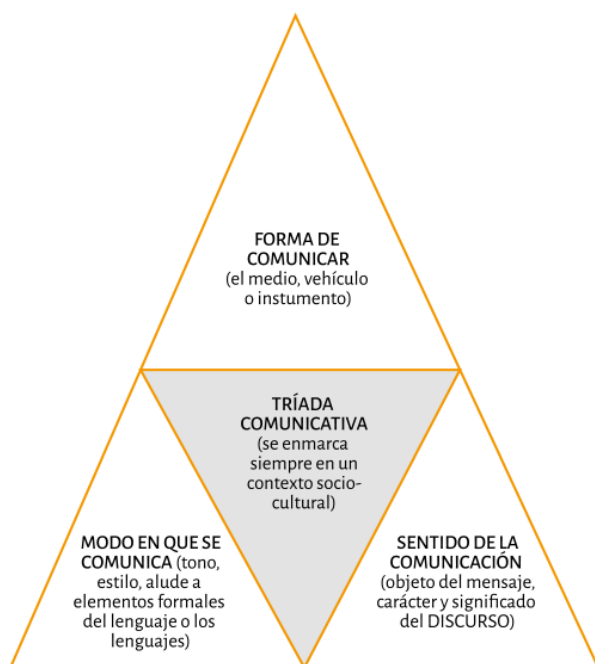 FORMA DE
COMUNICAR
(el medio, vehículo
o instumento)
TRÍADA
COMUNICATIVA
(se enmarca
siempre en un
contexto socio-
cultural)
MODO EN QUE SE
COMUNICA (tono,
estilo, alude a
elementos formales
del lenguaje o los
lenguajes)
SENTIDO DE LA
COMUNICACIÓN
(objeto del mensaje,
carácter y significado
del DISCURSO)